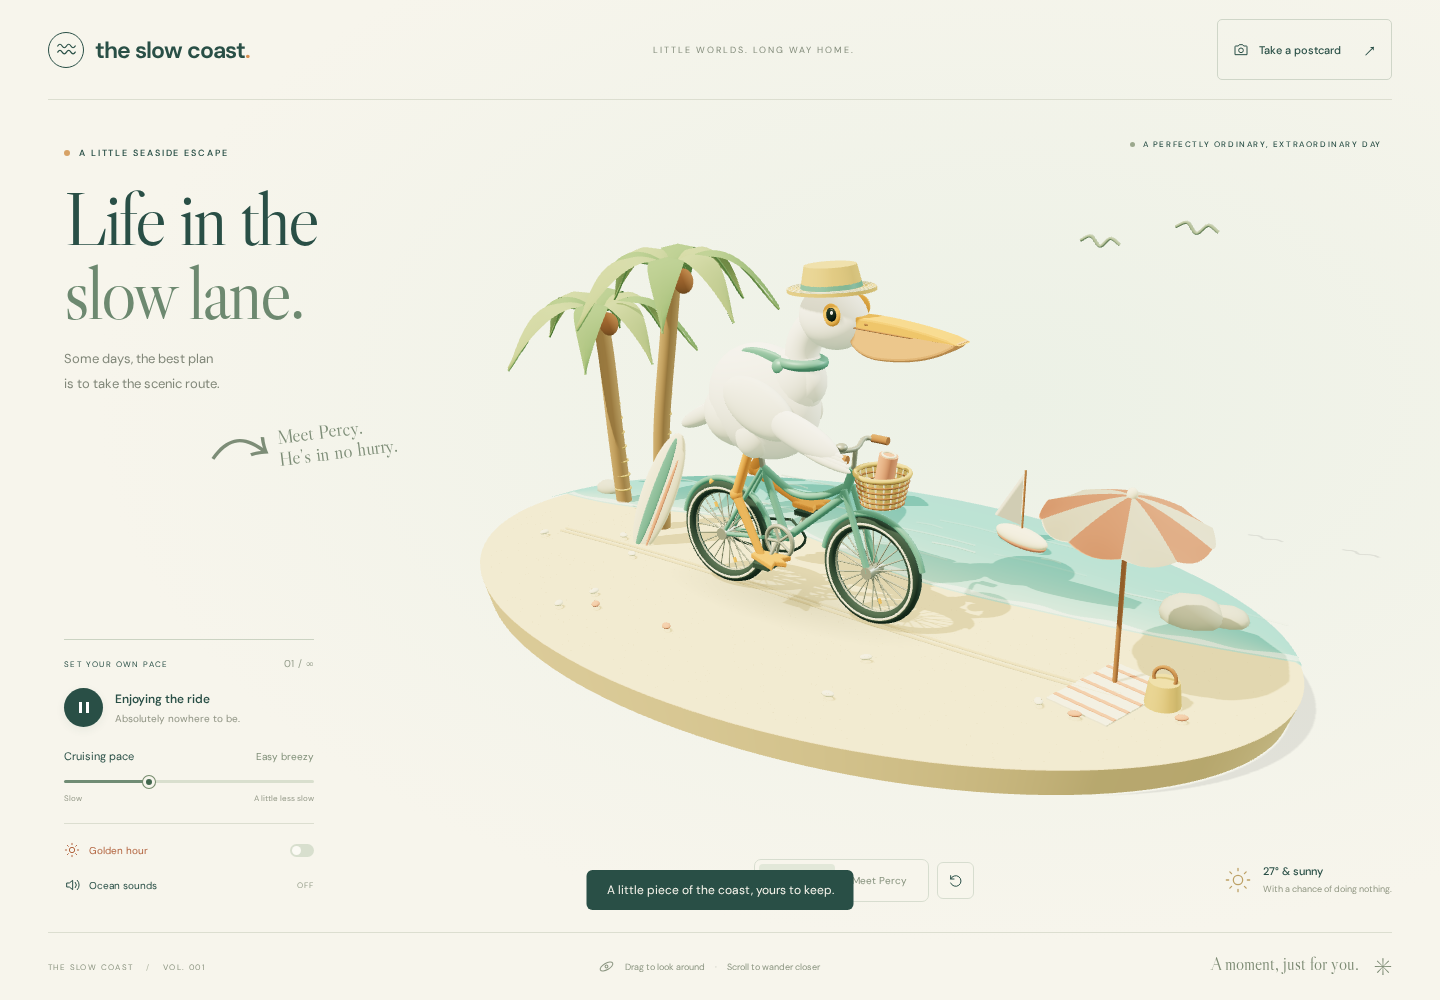 the slow coast.
LITTLE WORLDS. LONG WAY HOME.
Take a postcard
A LITTLE SEASIDE ESCAPE
A PERFECTLY ORDINARY, EXTRAORDINARY DAY
Life in the
slow lane.
Some days, the best plan
is to take the scenic route.
Meet Percy.
He's in no hurry.
SET YOUR OWN PACE
01 / ∞
Enjoying the ride
Absolutely nowhere to be.
Cruising pace
Easy breezy
Slow
A little less slow
Golden hour
Ocean sounds
OFF
A little piece of the coast, yours to keep.
Meet Percy
27° & sunny
With a chance of doing nothing.
THE SLOW COAST / VOL. 001
Drag to look around · Scroll to wander closer
A moment, just for you.